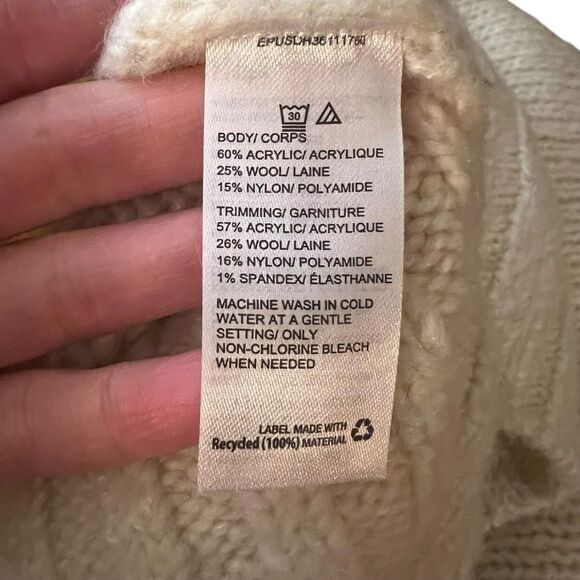 EPUSDH36111760
30
BODY/ CORPS
60% ACRYLIC/ ACRYLIQUE
25% WOOL/ LAINE
15% NYLON/ POLYAMIDE
TRIMMING/ GARNITURE
57% ACRYLIC/ ACRYLIQUE
26% WOOL/ LAINE
16% NYLON/ POLYAMIDE
1% SPANDEX/ ÉLASTHANNE
MACHINE WASH IN COLD
WATER AT A GENTLE
SETTING/ ONLY
NON-CHLORINE BLEACH
WHEN NEEDED
LABEL MADE WITH
Recycled (100%) MATERIAL